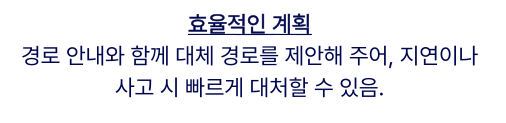 효율적인 계획
경로 안내와 함께 대체 경로를 제안해 주어, 지연이나
사고 시 빠르게 대처할 수 있음.